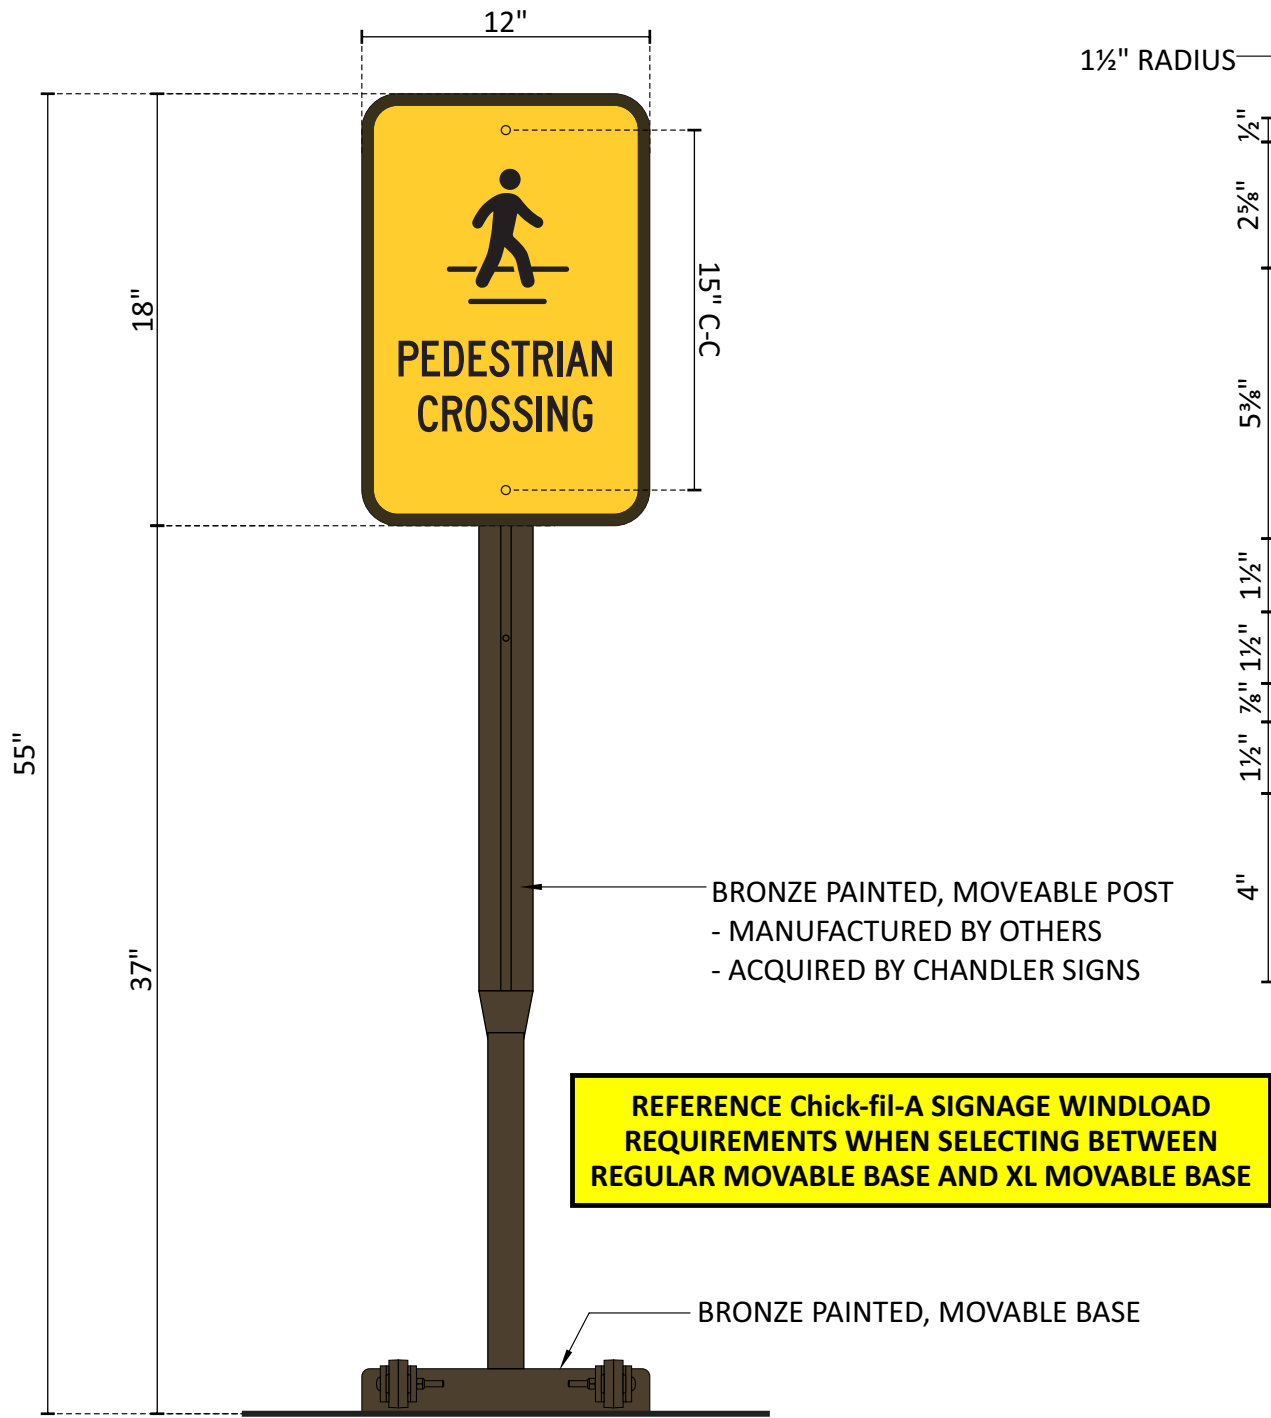 12"
1½" RADIUS
½"
2⅝"
18"
15" C-C
PEDESTRIAN
CROSSING
5⅜"
1½"
1½"
⅞"
1½"
55"
4"
BRONZE PAINTED, MOVEABLE POST
- MANUFACTURED BY OTHERS
- ACQUIRED BY CHANDLER SIGNS
37"
REFERENCE Chick-fil-A SIGNAGE WINDLOAD
REQUIREMENTS WHEN SELECTING BETWEEN
REGULAR MOVABLE BASE AND XL MOVABLE BASE
BRONZE PAINTED, MOVABLE BASE